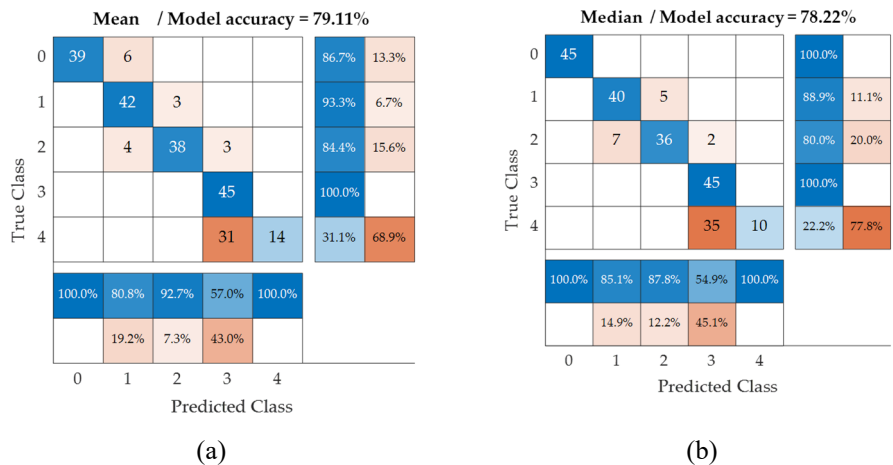 Mean / Model accuracy = 79.11%
0 39 6 86.7% 13.3%
1 42 3 93.3% 6.7%
2 4 38 3 84.4% 15.6%
3 45 100.0%
4 31 14 31.1% 68.9%
True Class
100.0% 80.8% 92.7% 57.0% 100.0%
19.2% 7.3% 43.0%
0 1 2 3 4
Predicted Class
(a)
Median / Model accuracy = 78.22%
0 45 100.0%
1 40 5 88.9% 11.1%
2 7 36 2 80.0% 20.0%
3 45 100.0%
4 35 10 22.2% 77.8%
True Class
100.0% 85.1% 87.8% 54.9% 100.0%
14.9% 12.2% 45.1%
0 1 2 3 4
Predicted Class
(b)